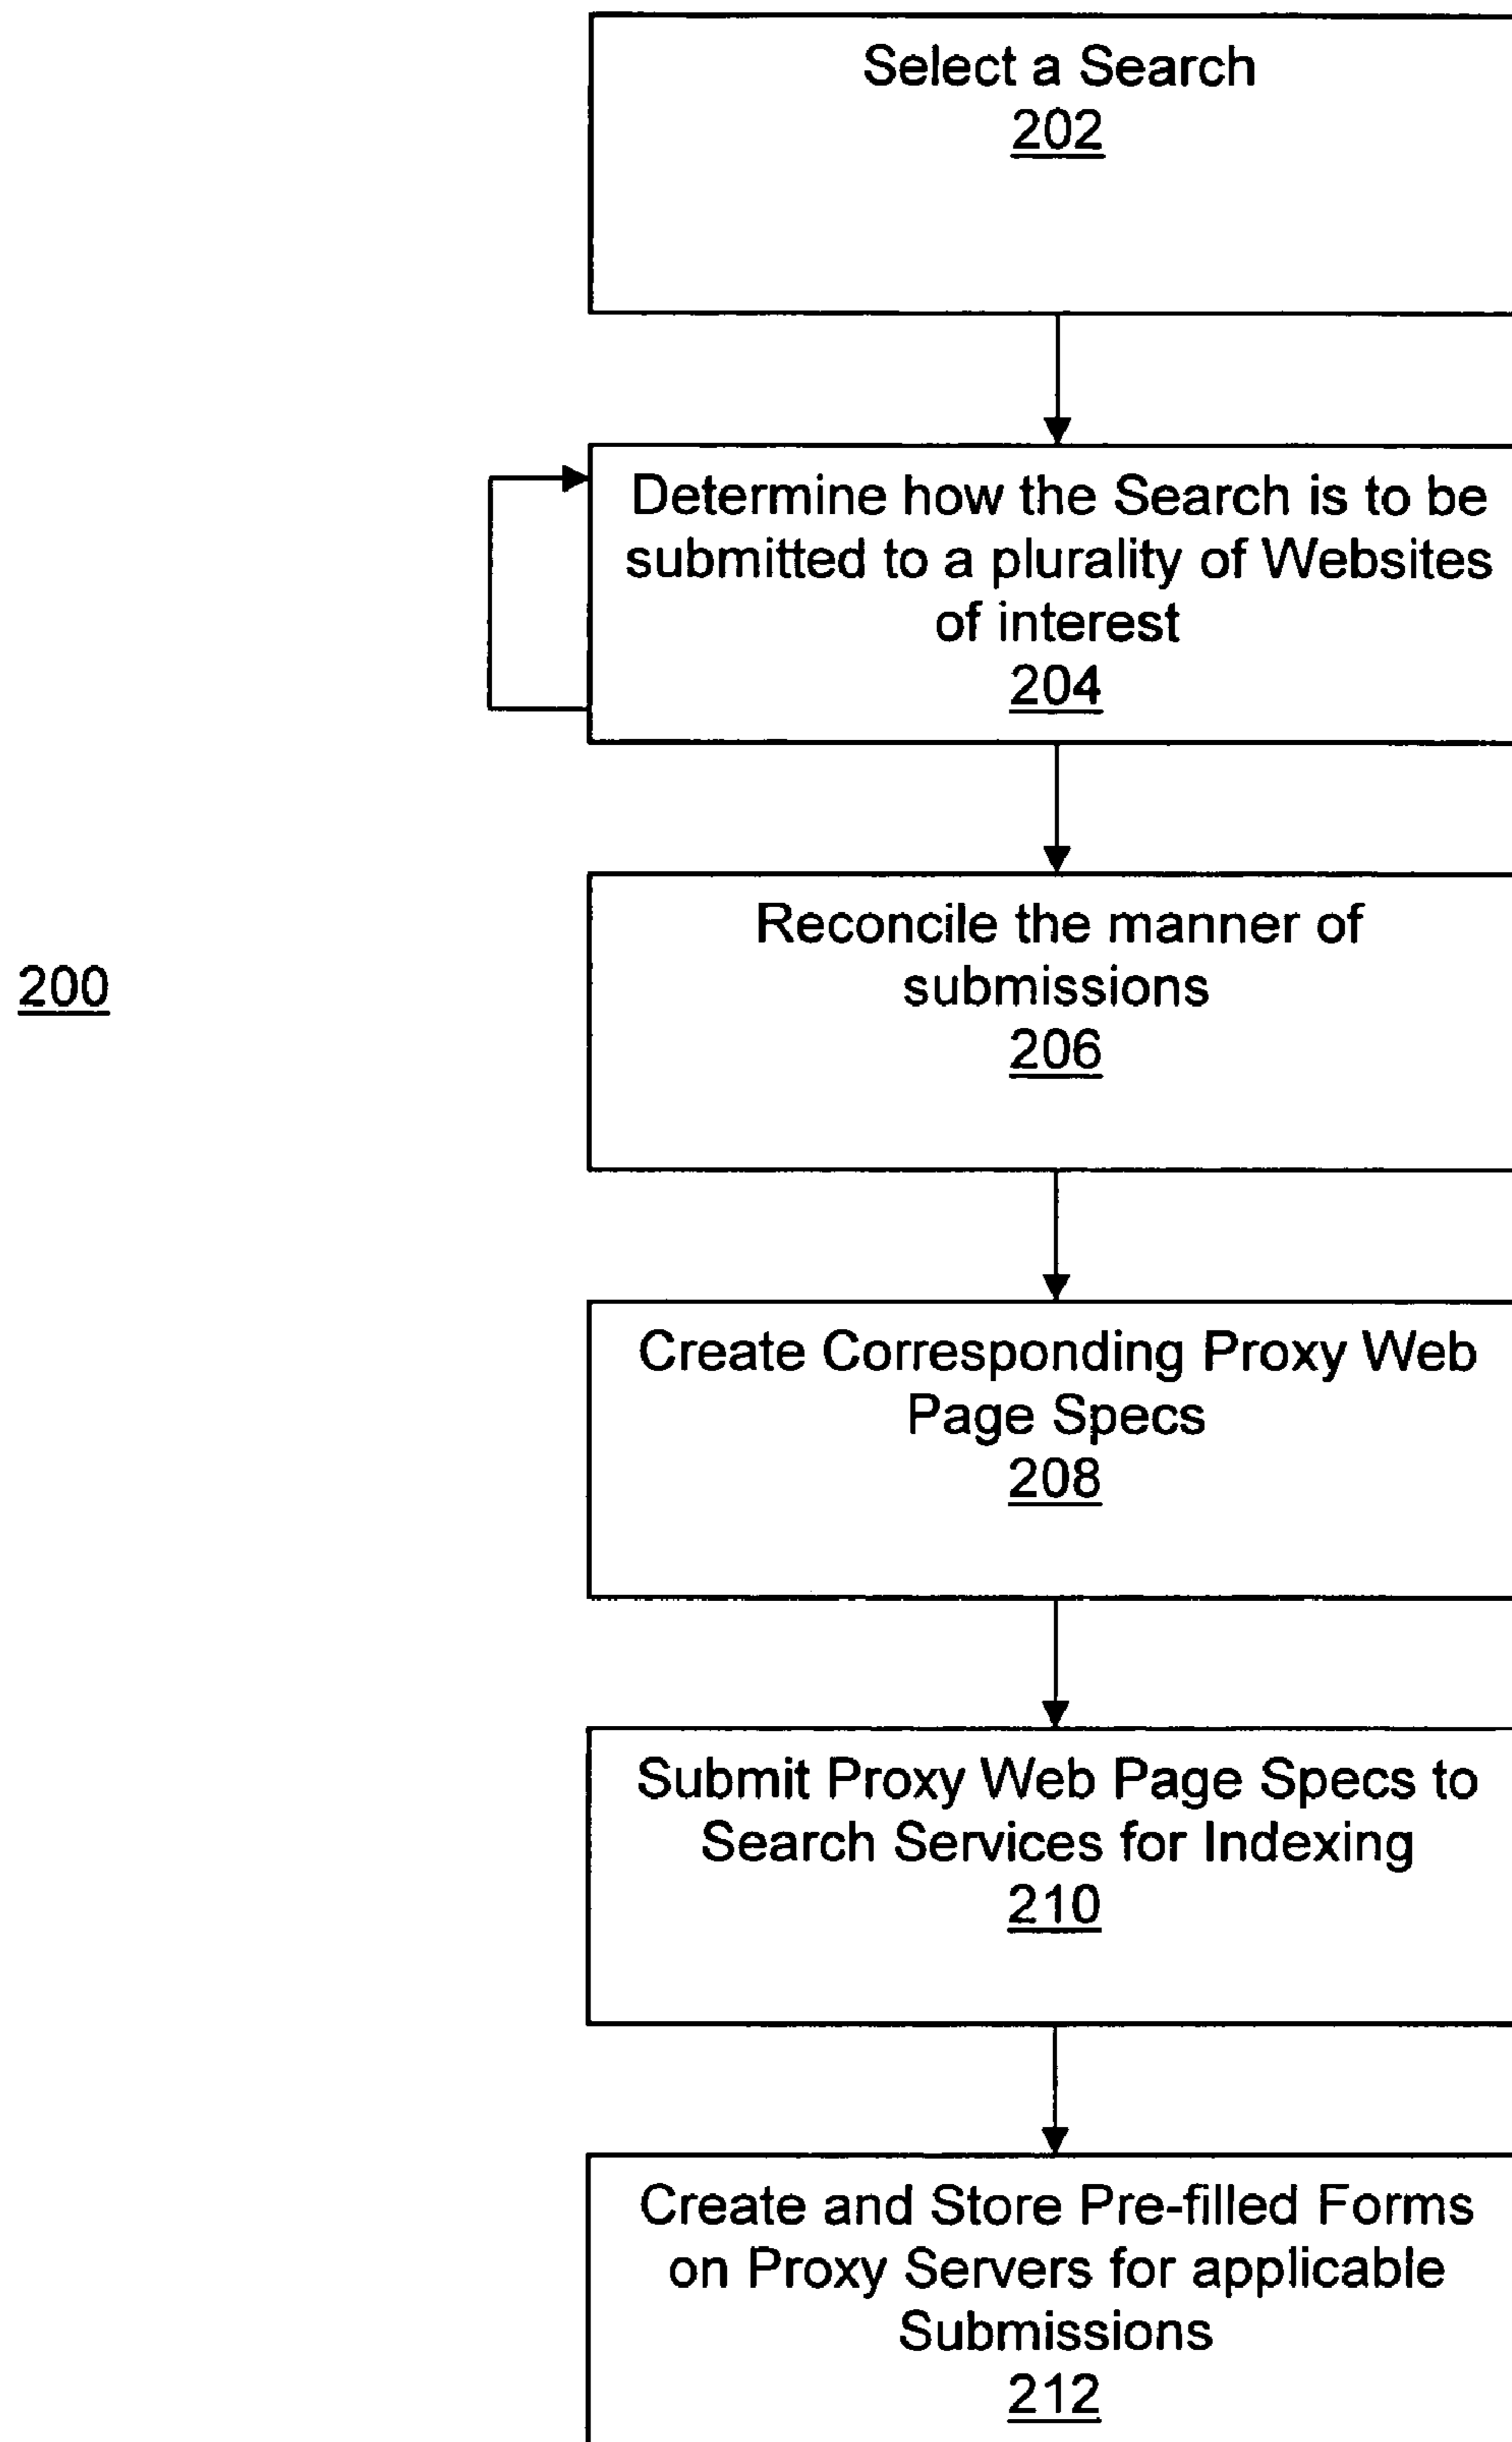 Select a Search
202
Determine how the Search is to be
submitted to a plurality of Websites
of interest
204
Reconcile the manner of
submissions
206
200
Create Corresponding Proxy Web
Page Specs
208
Submit Proxy Web Page Specs to
Search Services for Indexing
210
Create and Store Pre-filled Forms
on Proxy Servers for applicable
Submissions
212